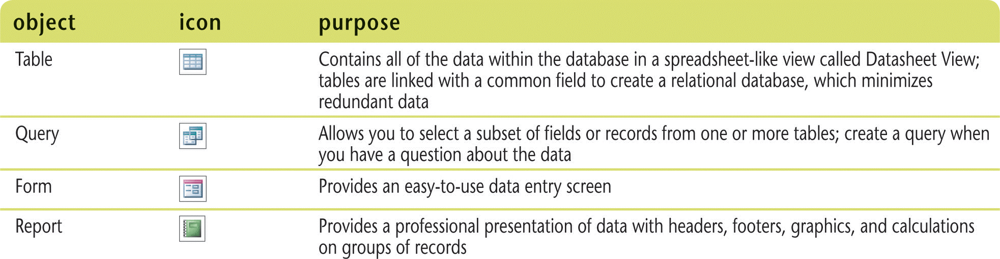 object icon purpose
Table Contains all of the data within the database in a spreadsheet-like view called Datasheet View;
tables are linked with a common field to create a relational database, which minimizes
redundant data
Query Allows you to select a subset of fields or records from one or more tables; create a query when
you have a question about the data
Form Provides an easy-to-use data entry screen
Report Provides a professional presentation of data with headers, footers, graphics, and calculations
on groups of records